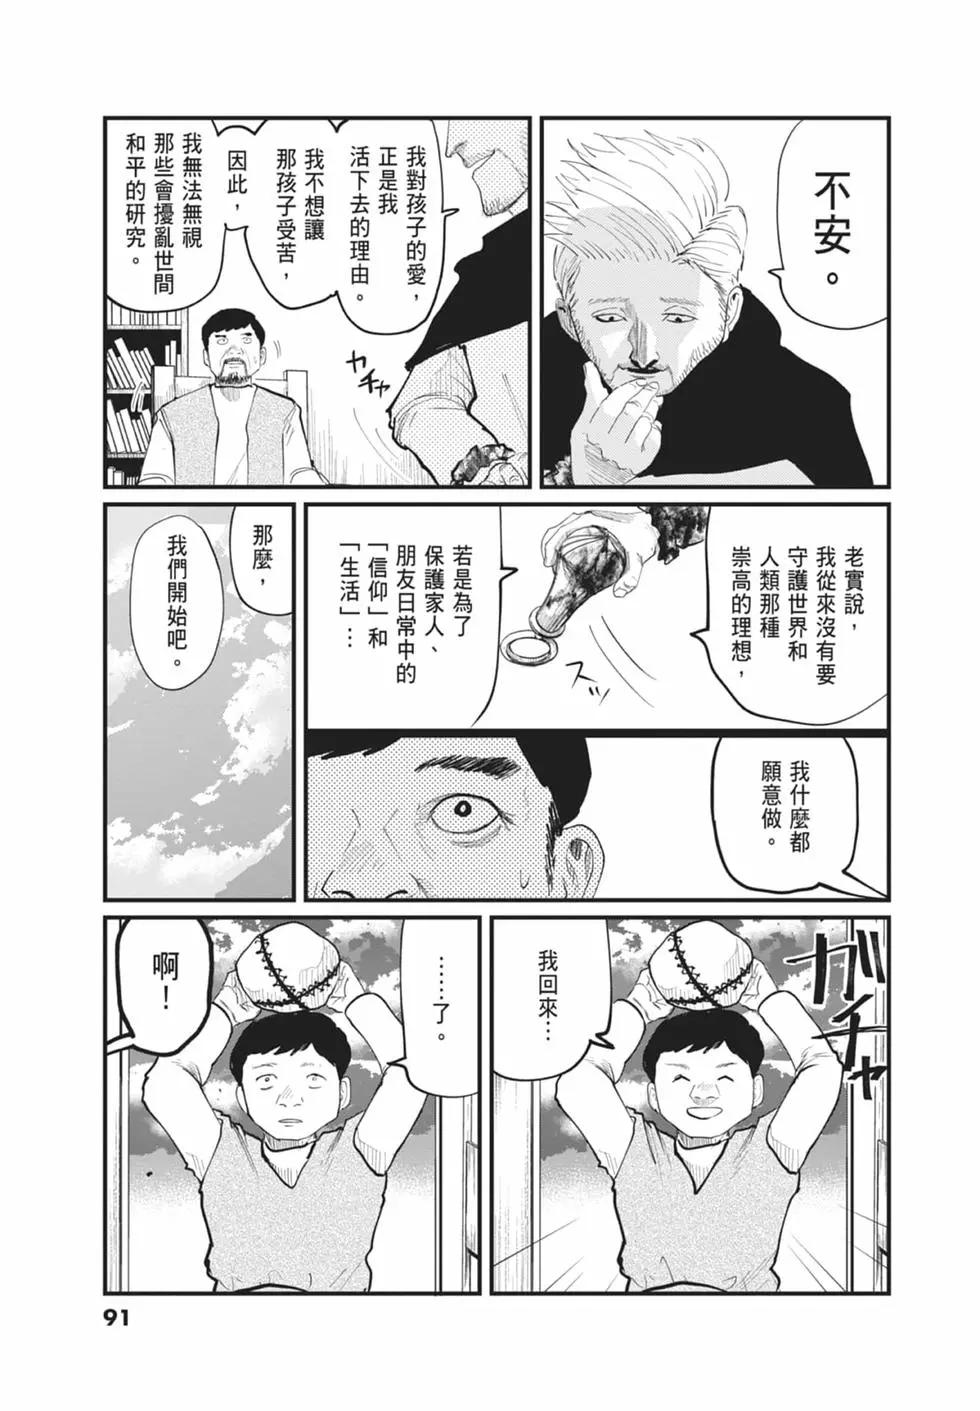 不安。
我對孩子的愛，
正是我
活下去的理由。
我不想讓
那孩子受苦，
因此，
我無法無視
那些會擾亂世間
和平的研究。
カチャ
老實說，
我從來沒有要
守護世界和
人類那種
崇高的理想，
若是為了
保護家人、
朋友日常中的
「信仰」和
「生活」…
ズッ
我什麼都
願意做。
那麼，
我們開始吧。
我回來…
ガチャ
……了。
啊！
91